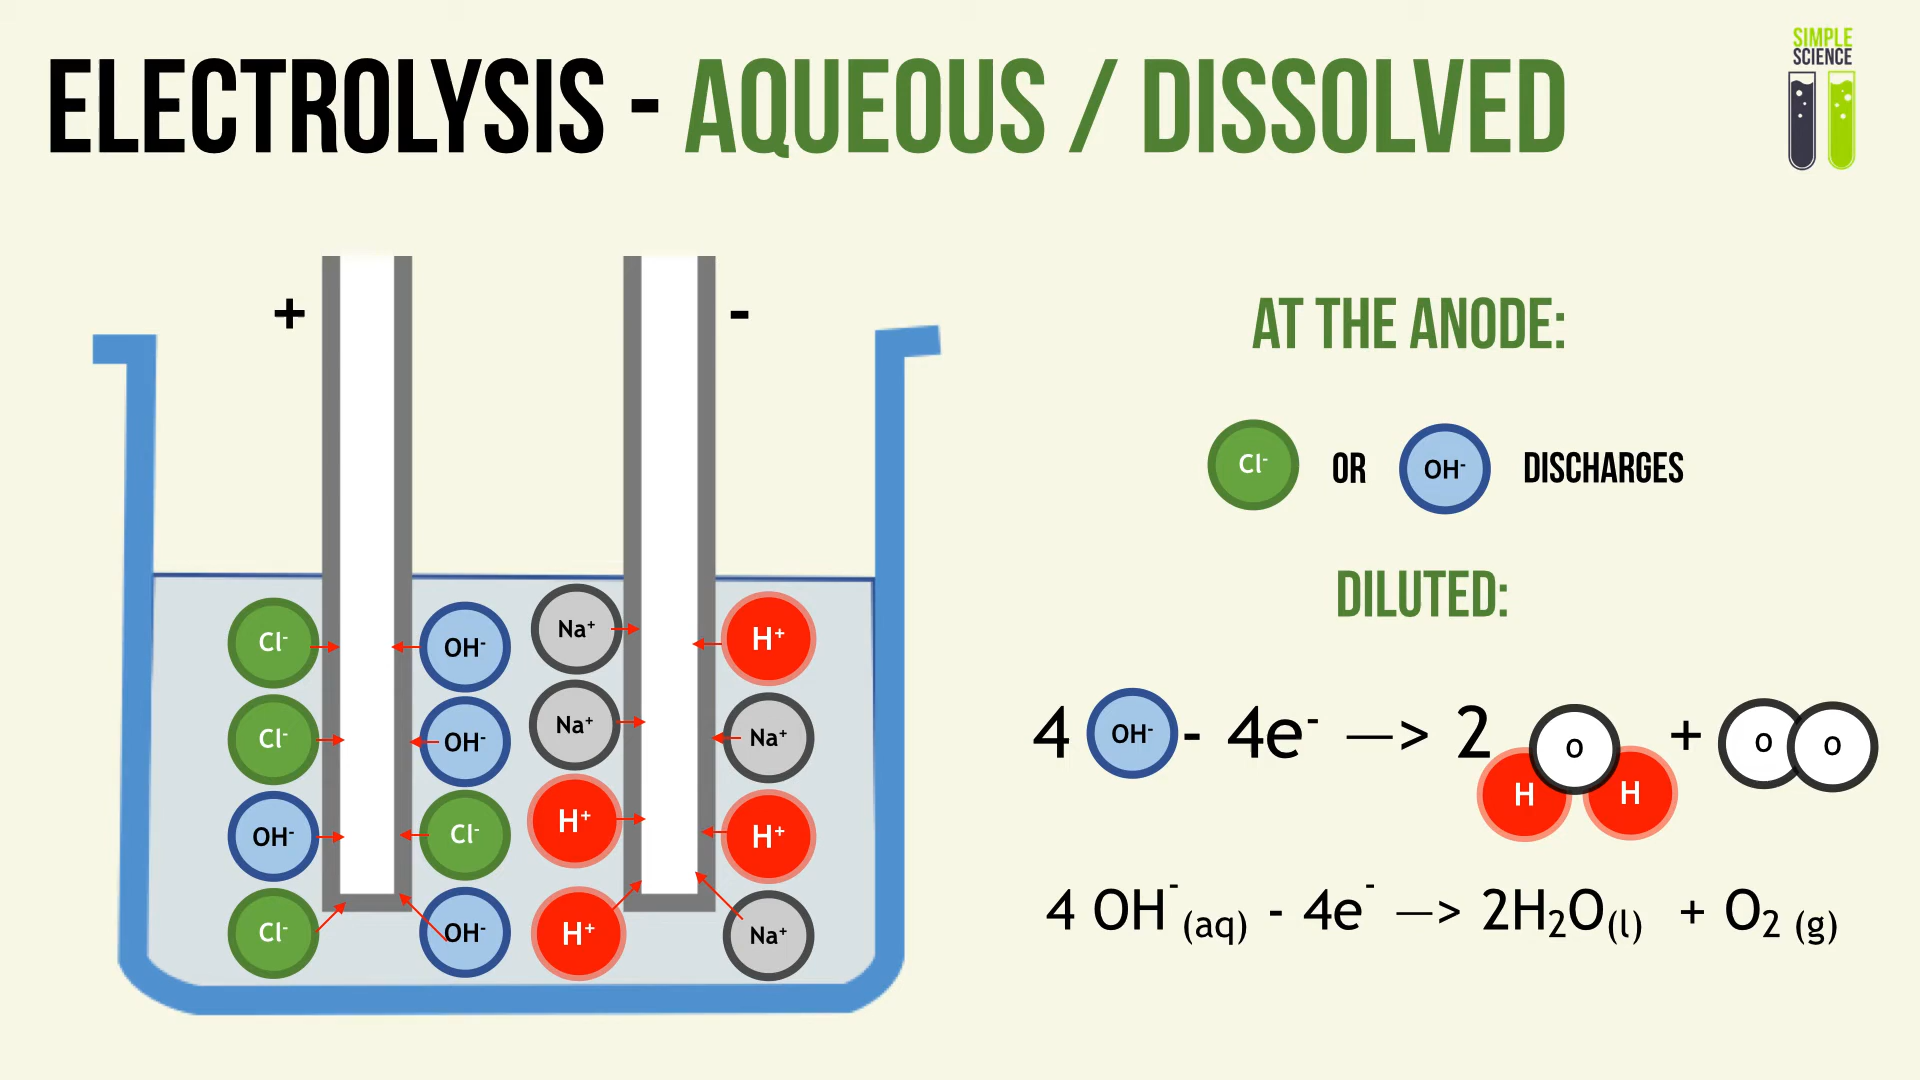 ELECTROLYSIS - AQUEOUS / DISSOLVED
SIMPLE
SCIENCE
+ -
AT THE ANODE:
Cl⁻ OR OH⁻ DISCHARGES
DILUTED:
4 OH⁻ - 4e⁻ —> 2 H O H + O O
4 OH⁻(aq) - 4e⁻ —> 2H₂O(l) + O₂ (g)
Cl⁻ OH⁻ Na⁺ H⁺
Cl⁻ OH⁻ Na⁺ Na⁺
OH⁻ Cl⁻ H⁺ H⁺
Cl⁻ OH⁻ H⁺ Na⁺